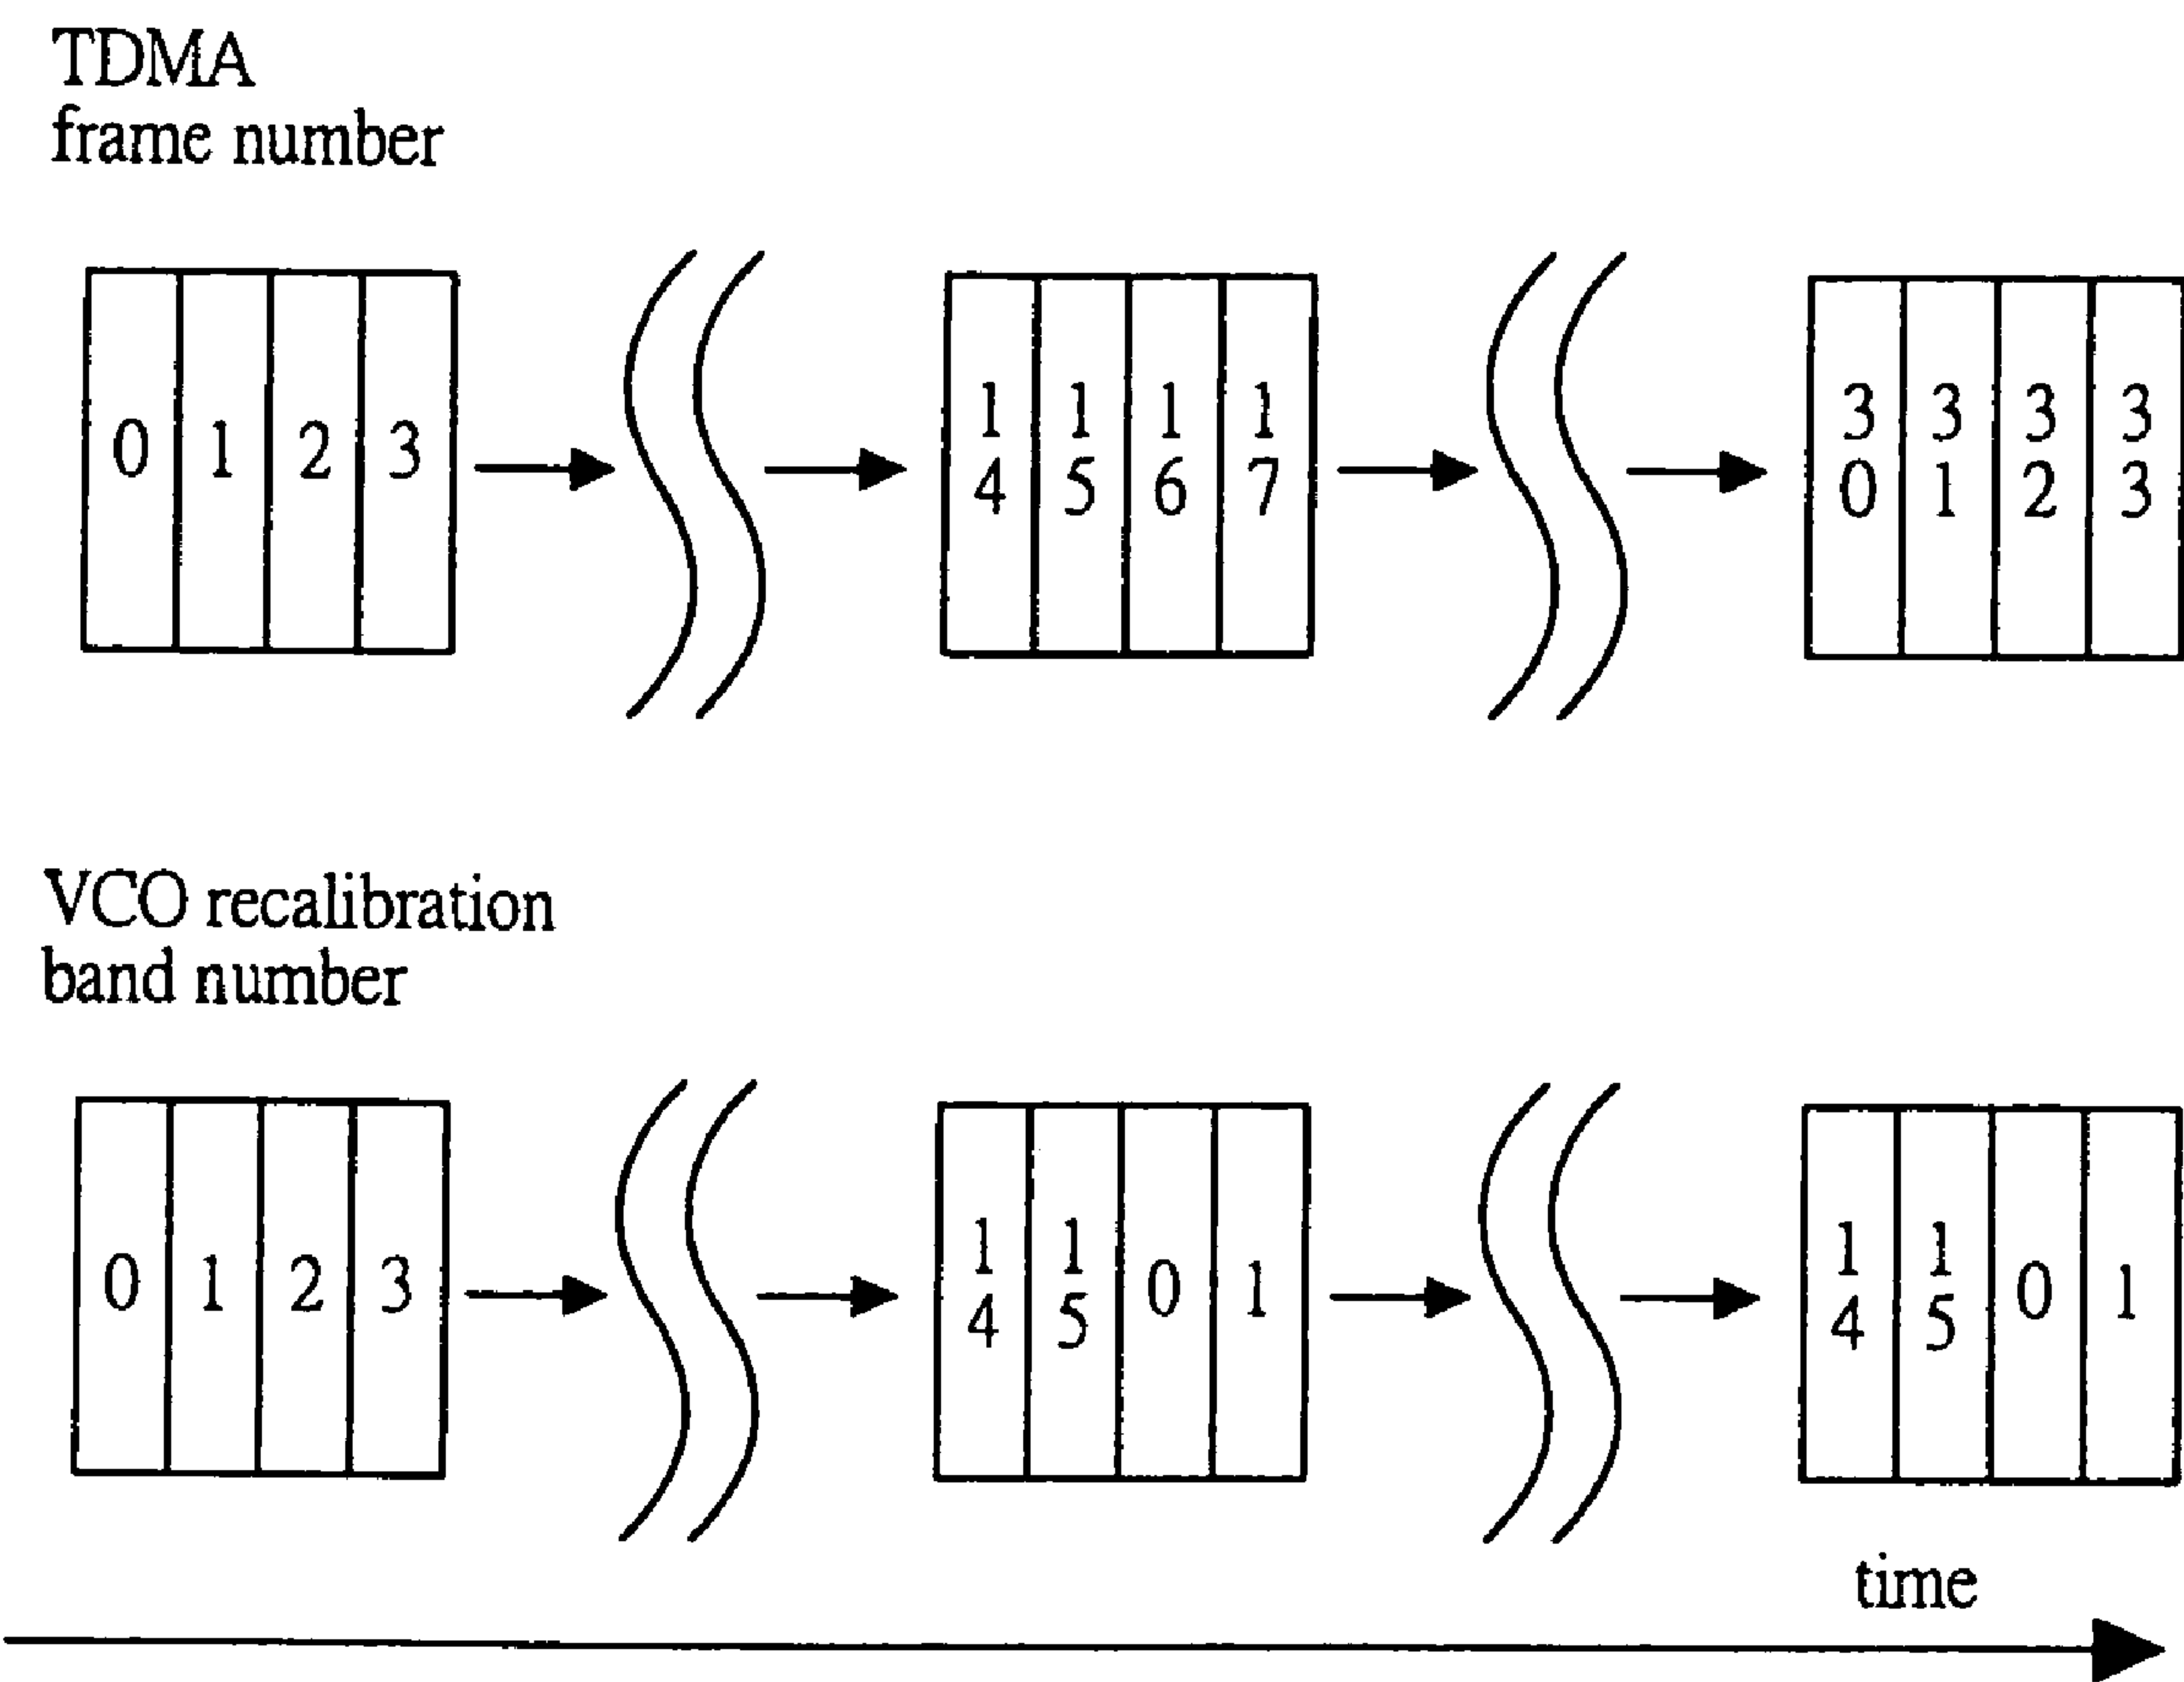 TDMA
frame number
0 1 2 3
14 15 16 17
30 31 32 33
VCO recalibration
band number
0 1 2 3
14 15 0 1
14 15 0 1
time